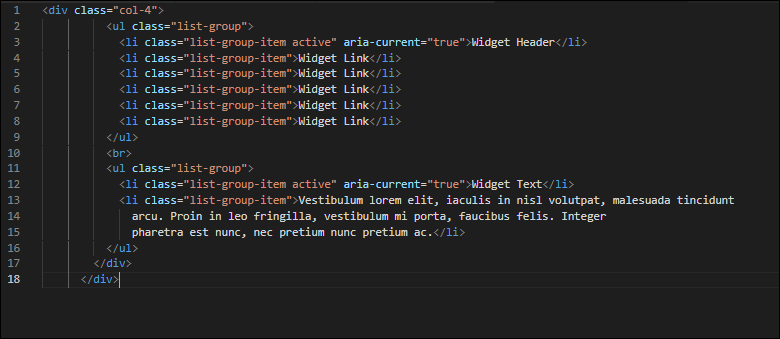 1 <div class="col-4">
2 <ul class="list-group">
3 <li class="list-group-item active" aria-current="true">Widget Header</li>
4 <li class="list-group-item">Widget Link</li>
5 <li class="list-group-item">Widget Link</li>
6 <li class="list-group-item">Widget Link</li>
7 <li class="list-group-item">Widget Link</li>
8 <li class="list-group-item">Widget Link</li>
9 </ul>
10 <br>
11 <ul class="list-group">
12 <li class="list-group-item active" aria-current="true">Widget Text</li>
13 <li class="list-group-item">Vestibulum lorem elit, iaculis in nisl volutpat, malesuada tincidunt
14 arcu. Proin in leo fringilla, vestibulum mi porta, faucibus felis. Integer
15 pharetra est nunc, nec pretium nunc pretium ac.</li>
16 </ul>
17 </div>
18 </div>